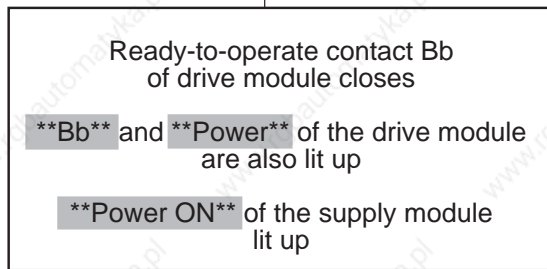 Ready-to-operate contact Bb
of drive module closes
**Bb** and **Power** of the drive module
are also lit up
**Power ON** of the supply module
lit up